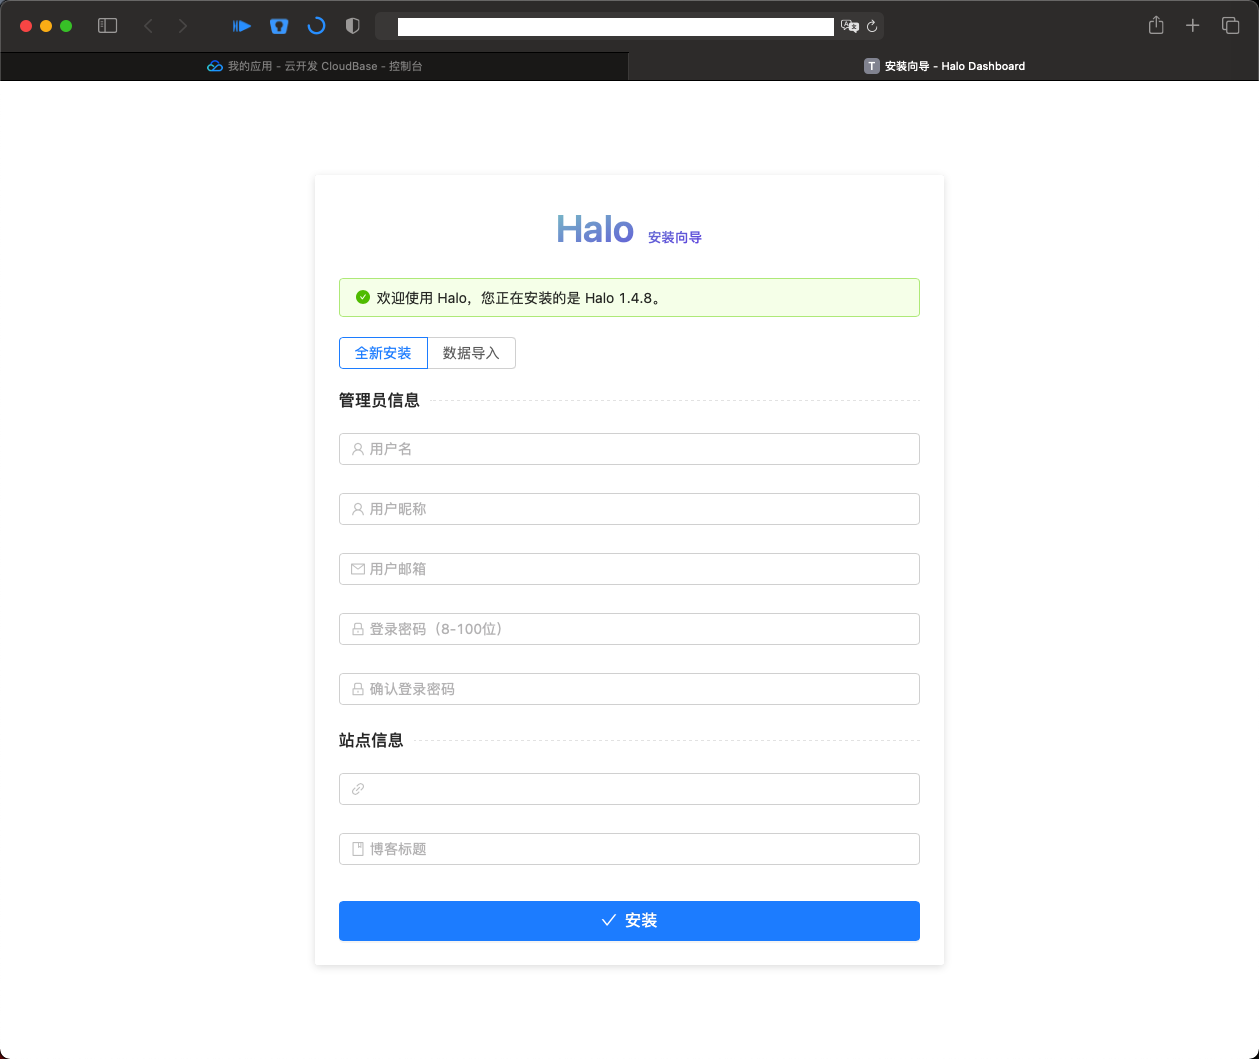 我的应用 - 云开发 CloudBase - 控制台
T 安装向导 - Halo Dashboard
Halo 安装向导
欢迎使用 Halo，您正在安装的是 Halo 1.4.8。
全新安装 数据导入
管理员信息
用户名
用户昵称
用户邮箱
登录密码（8-100位）
确认登录密码
站点信息
博客标题
安装